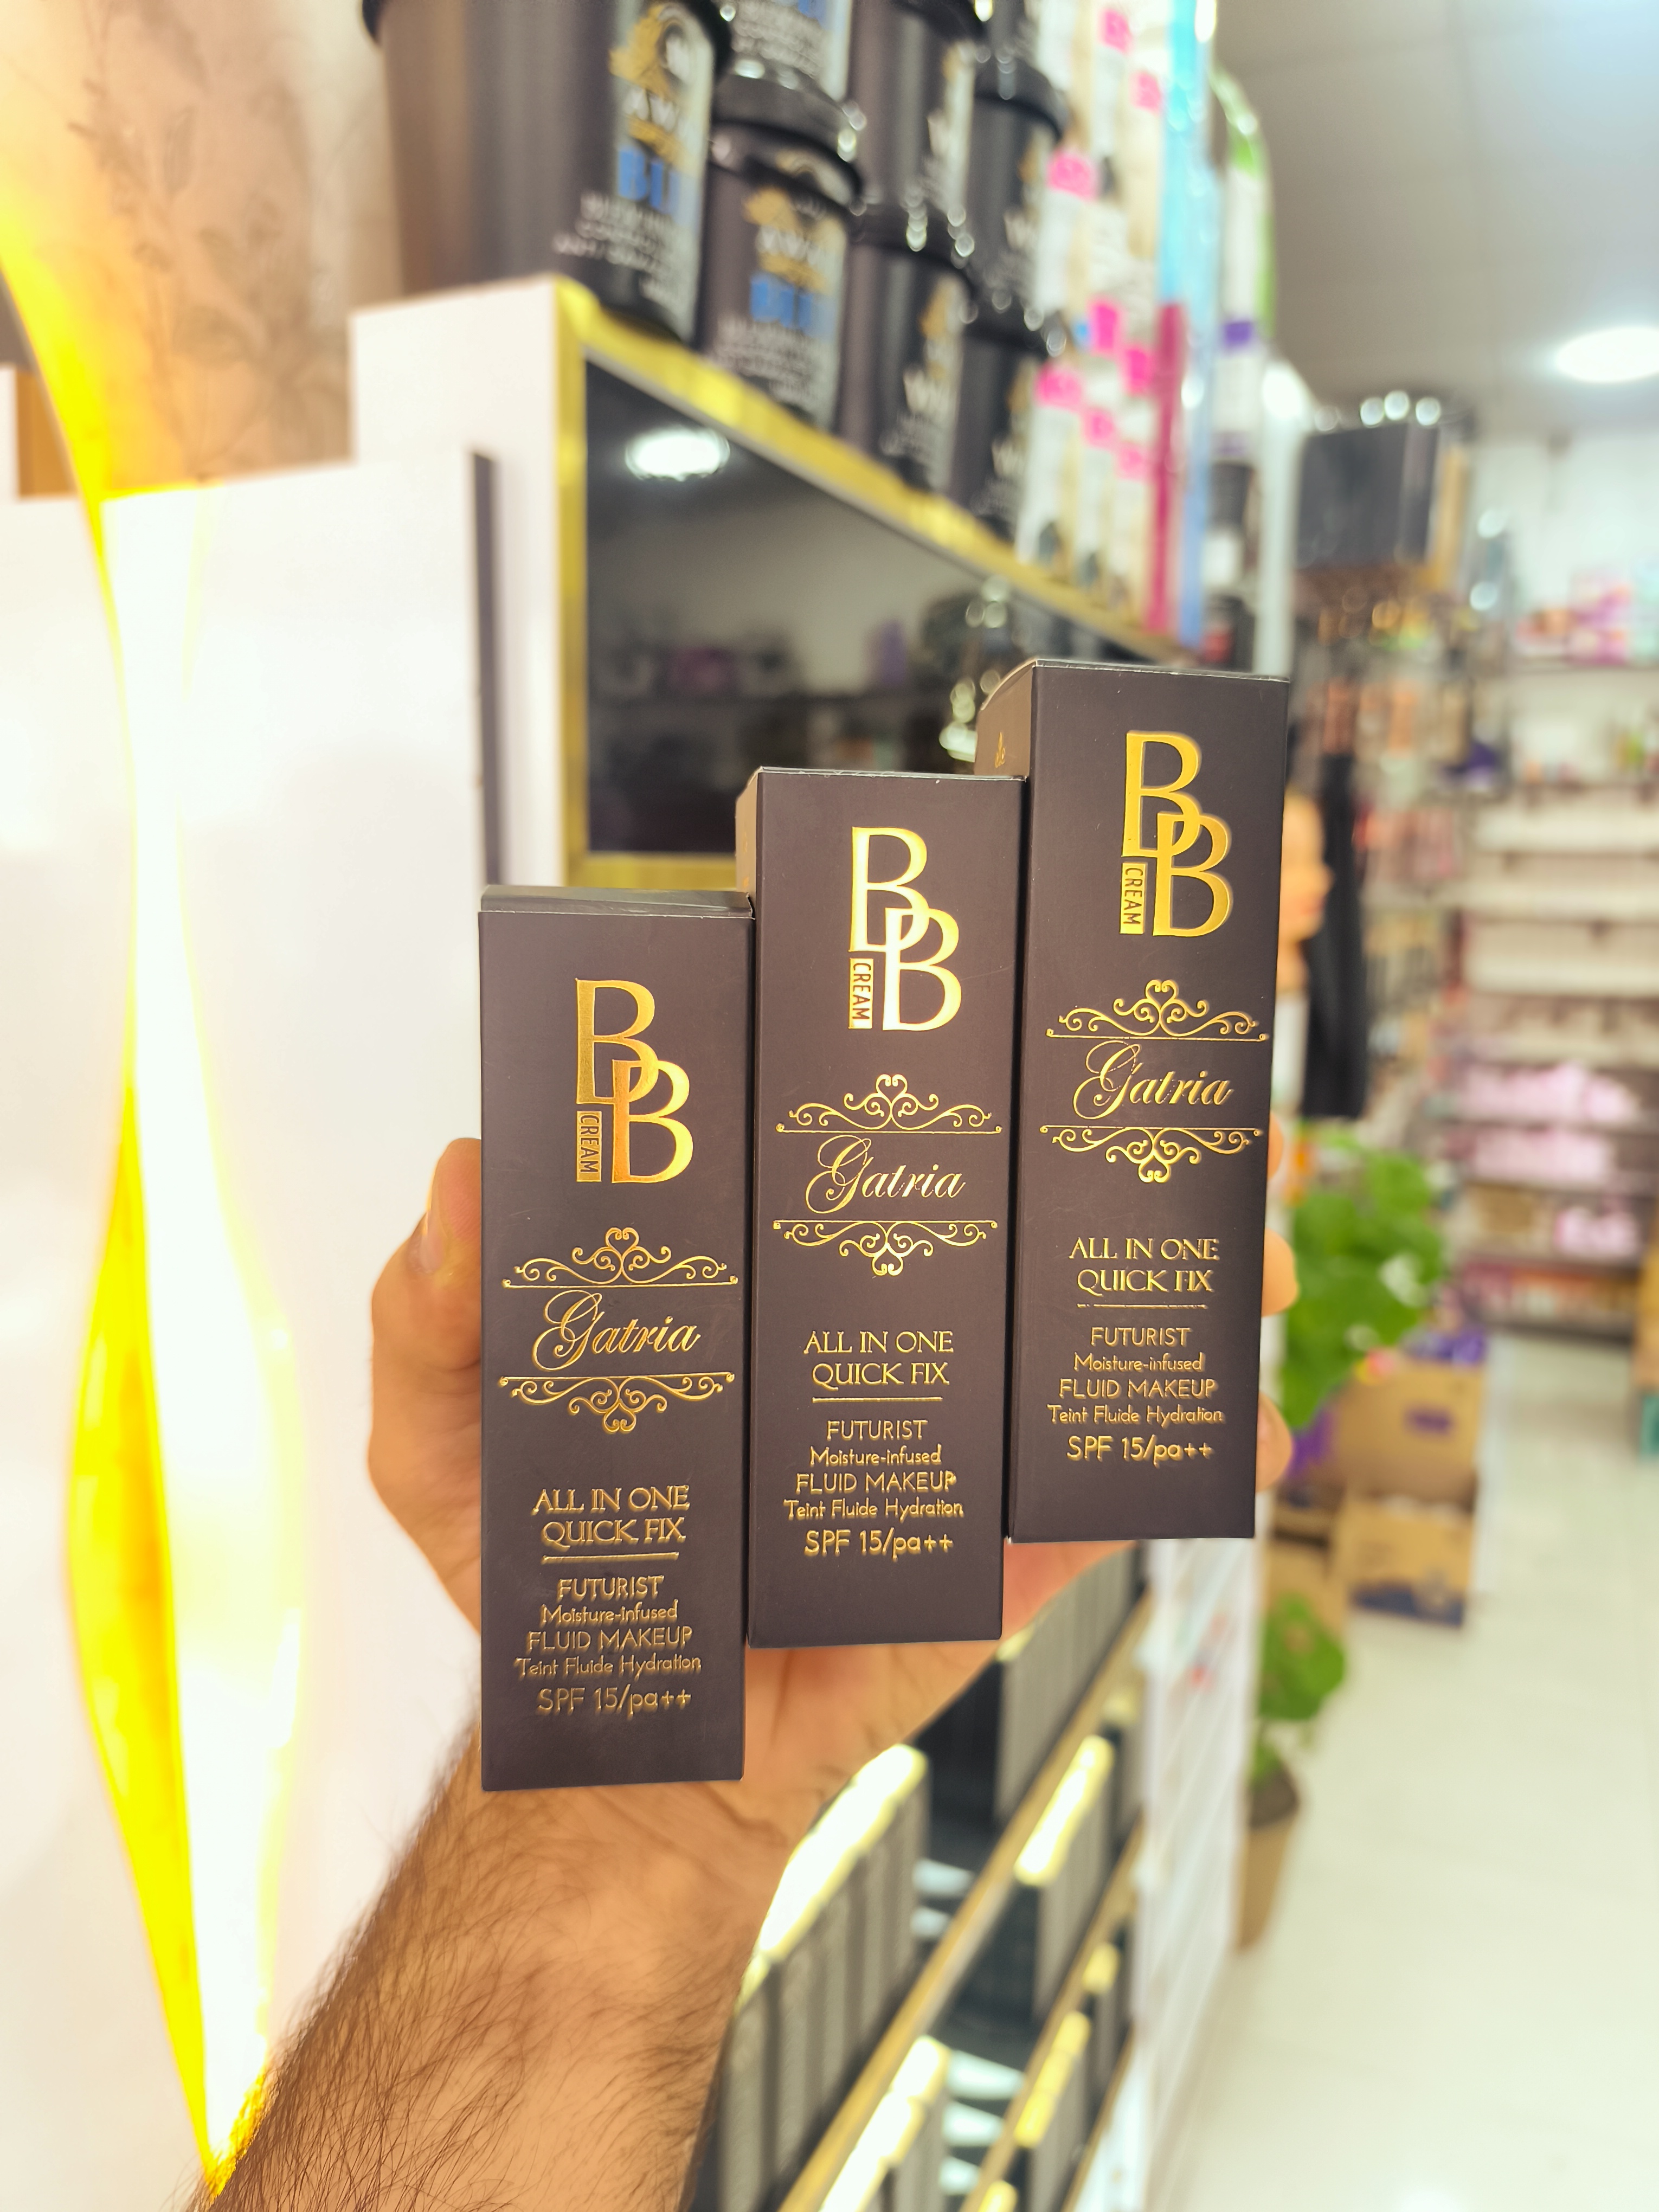 BB
CREAM
Gatria
ALL IN ONE
QUICK FIX
FUTURIST
Moisture-infused
FLUID MAKEUP
Teint Fluide Hydration
SPF 15/pa++
BB
CREAM
Gatria
ALL IN ONE
QUICK FIX
FUTURIST
Moisture-infused
FLUID MAKEUP
Teint Fluide Hydration
SPF 15/pa++
BB
CREAM
Gatria
ALL IN ONE
QUICK FIX
FUTURIST
Moisture-infused
FLUID MAKEUP
Teint Fluide Hydration
SPF 15/pa++